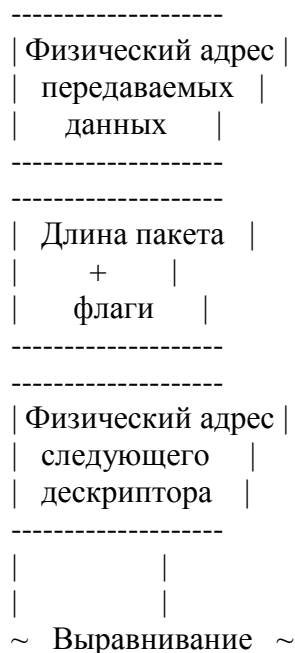 --------------------
| Физический адрес |
| передаваемых |
| данных |
--------------------
--------------------
| Длина пакета |
| + |
| флаги |
--------------------
--------------------
| Физический адрес |
| следующего |
| дескриптора |
--------------------
| |
| |
~ Выравнивание ~